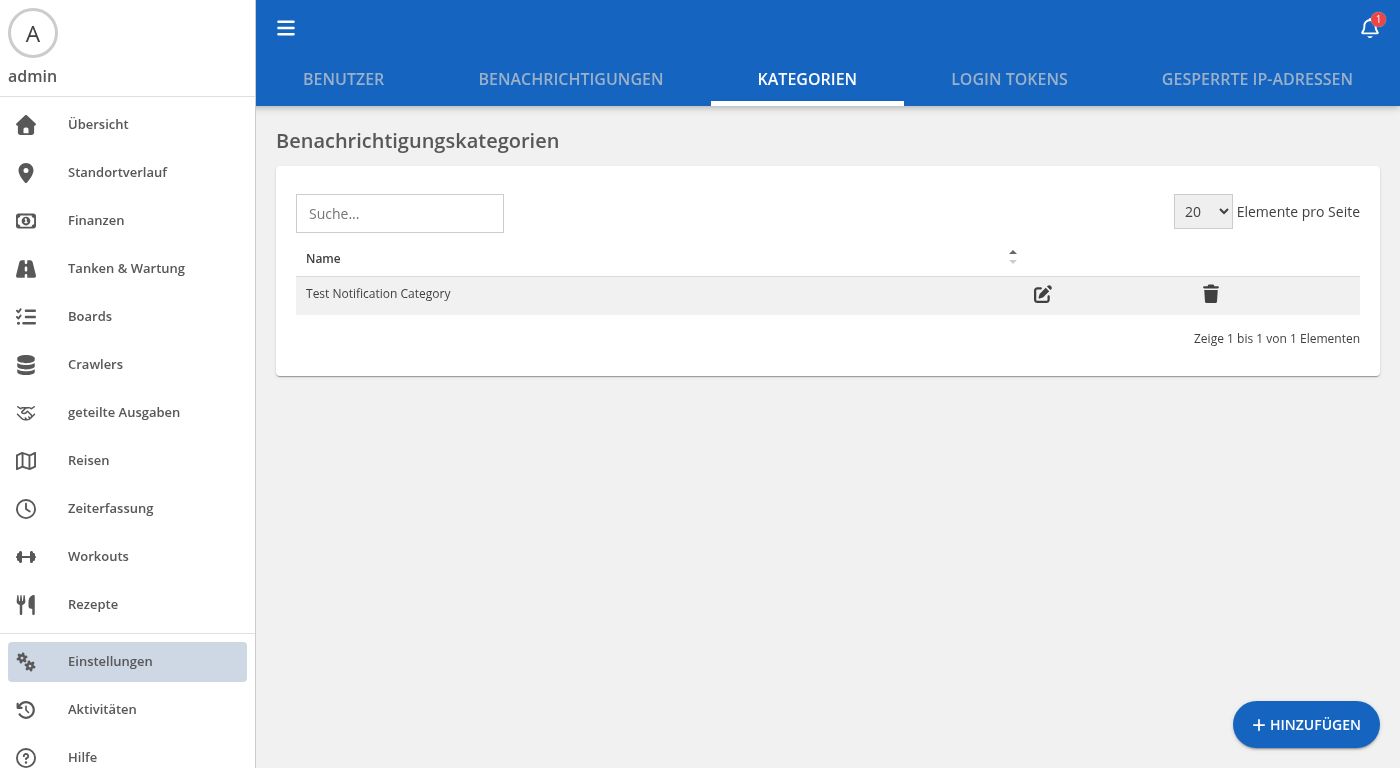 A
admin
Übersicht
Standortverlauf
Finanzen
Tanken & Wartung
Boards
Crawlers
geteilte Ausgaben
Reisen
Zeiterfassung
Workouts
Rezepte
Einstellungen
Aktivitäten
Hilfe
1
BENUTZER
BENACHRICHTIGUNGEN
KATEGORIEN
LOGIN TOKENS
GESPERRTE IP-ADRESSEN
Benachrichtigungskategorien
Suche...
20 Elemente pro Seite
Name
Test Notification Category
Zeige 1 bis 1 von 1 Elementen
+ HINZUFÜGEN